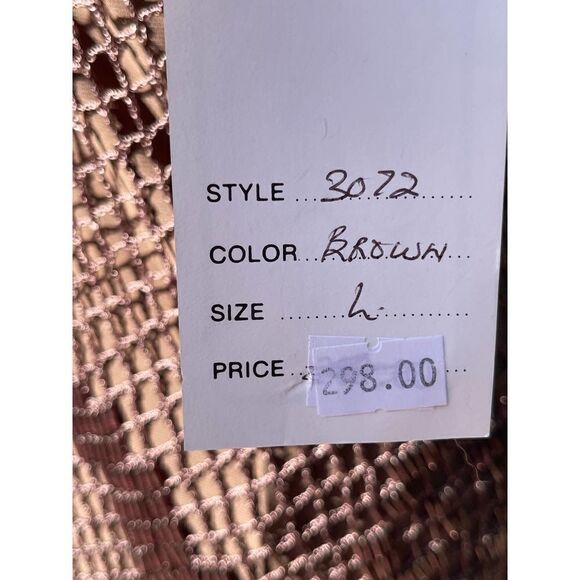 STYLE 3072
COLOR BROWN
SIZE L
PRICE 298.00